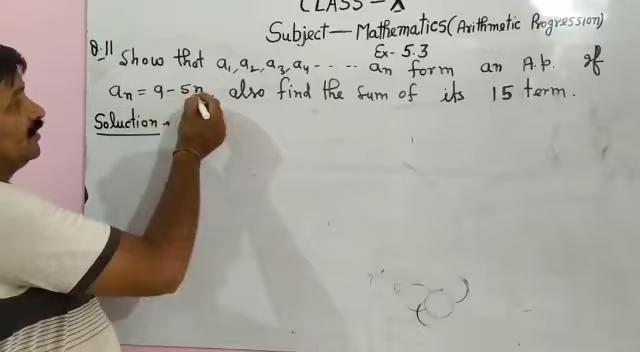 CLASS - X
Subject - Mathematics (Arithmetic Progression)
Ex - 5.3
Q.11 Show that a₁, a₂, a₃, a₄ - - - - - an form an A.P. of
an = 9 - 5n. also find the sum of its 15 term.
Soluction →